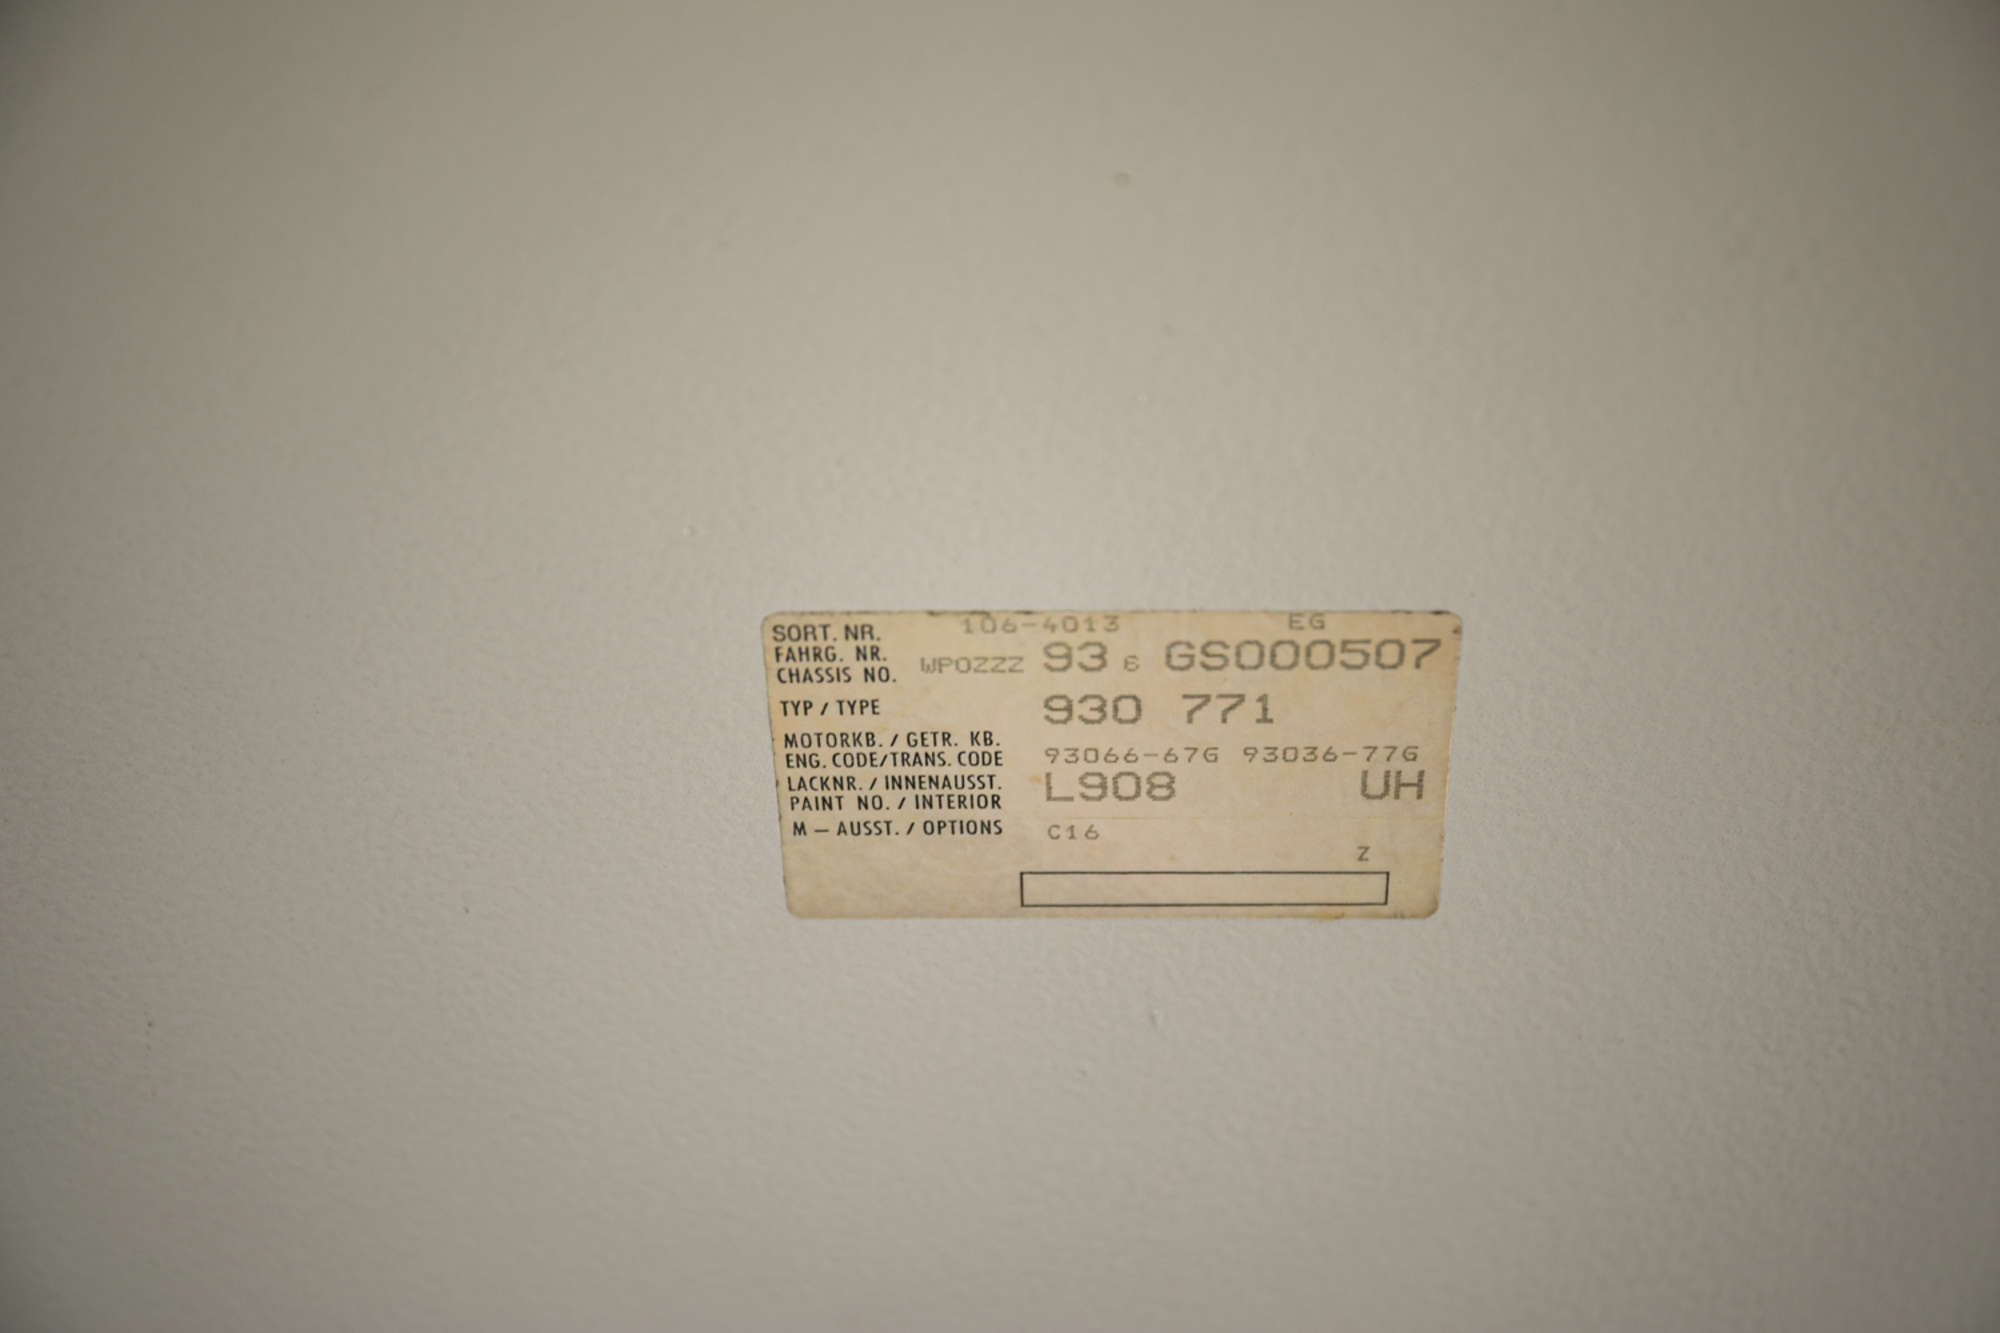 SORT. NR. 106-4013 EG
FAHRG. NR.
CHASSIS NO. WPOZZZ 93 6 GS000507
TYP / TYPE 930 771
MOTORKB. / GETR. KB.
ENG. CODE/TRANS. CODE 93066-67G 93036-77G
LACKNR. / INNENAUSST. L908 UH
PAINT NO. / INTERIOR
M – AUSST. / OPTIONS C16
Z